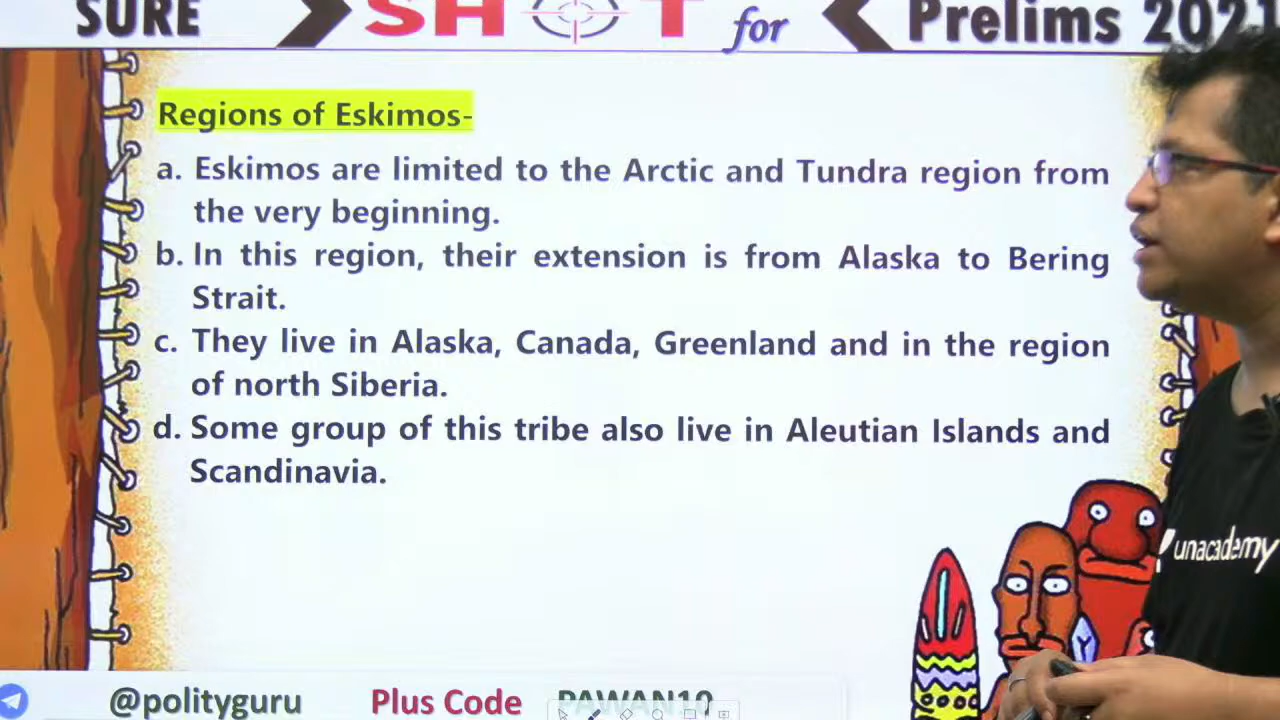 SURE SHOT for Prelims 2021
Regions of Eskimos-
a. Eskimos are limited to the Arctic and Tundra region from
the very beginning.
b. In this region, their extension is from Alaska to Bering
Strait.
c. They live in Alaska, Canada, Greenland and in the region
of north Siberia.
d. Some group of this tribe also live in Aleutian Islands and
Scandinavia.
unacademy
@polityguru Plus Code PAWAN10